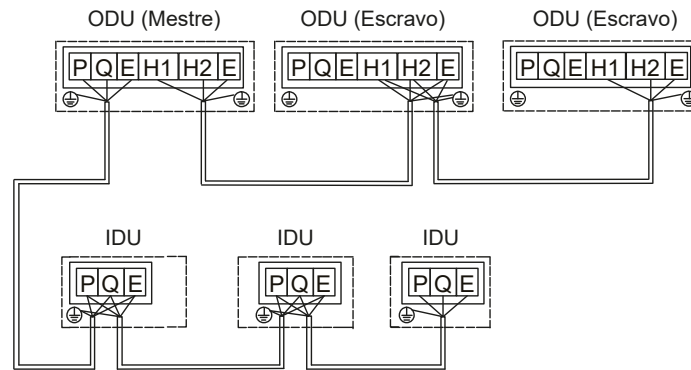 ODU (Mestre) ODU (Escravo) ODU (Escravo)
P Q E H1 H2 E P Q E H1 H2 E P Q E H1 H2 E
IDU IDU IDU
P Q E P Q E P Q E